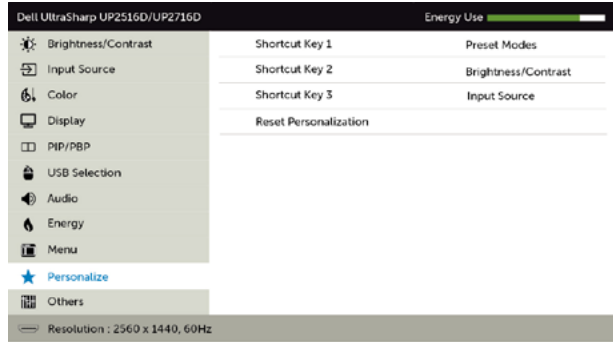 Dell UltraSharp UP2516D/UP2716D Energy Use
Brightness/Contrast Shortcut Key 1 Preset Modes
Input Source Shortcut Key 2 Brightness/Contrast
Color Shortcut Key 3 Input Source
Display Reset Personalization
PIP/PBP
USB Selection
Audio
Energy
Menu
Personalize
Others
Resolution : 2560 x 1440, 60Hz